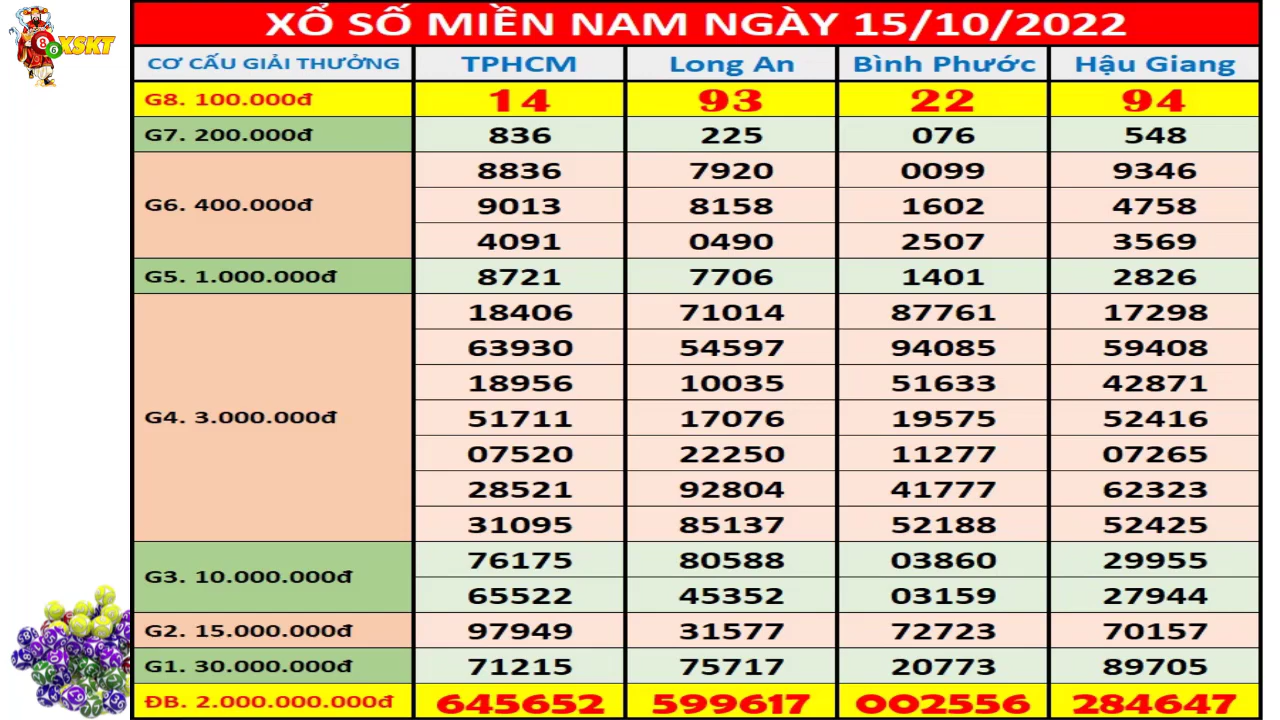 XSKT
XỔ SỐ MIỀN NAM NGÀY 15/10/2022
CƠ CẤU GIẢI THƯỞNG TPHCM Long An Bình Phước Hậu Giang
G8. 100.000đ 14 93 22 94
G7. 200.000đ 836 225 076 548
8836 7920 0099 9346
G6. 400.000đ 9013 8158 1602 4758
4091 0490 2507 3569
G5. 1.000.000đ 8721 7706 1401 2826
18406 71014 87761 17298
63930 54597 94085 59408
18956 10035 51633 42871
G4. 3.000.000đ 51711 17076 19575 52416
07520 22250 11277 07265
28521 92804 41777 62323
31095 85137 52188 52425
G3. 10.000.000đ 76175 80588 03860 29955
65522 45352 03159 27944
G2. 15.000.000đ 97949 31577 72723 70157
G1. 30.000.000đ 71215 75717 20773 89705
ĐB. 2.000.000.000đ 645652 599617 002556 284647